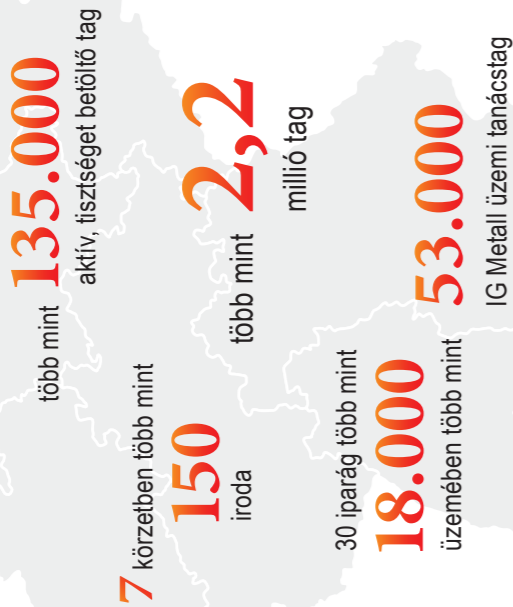 több mint 135.000
aktív, tisztséget betöltő tag
7 körzetben több mint
150
iroda
több mint 2,2
millió tag
30 iparág több mint
18.000
üzemében több mint
53.000
IG Metall üzemi tanácstag